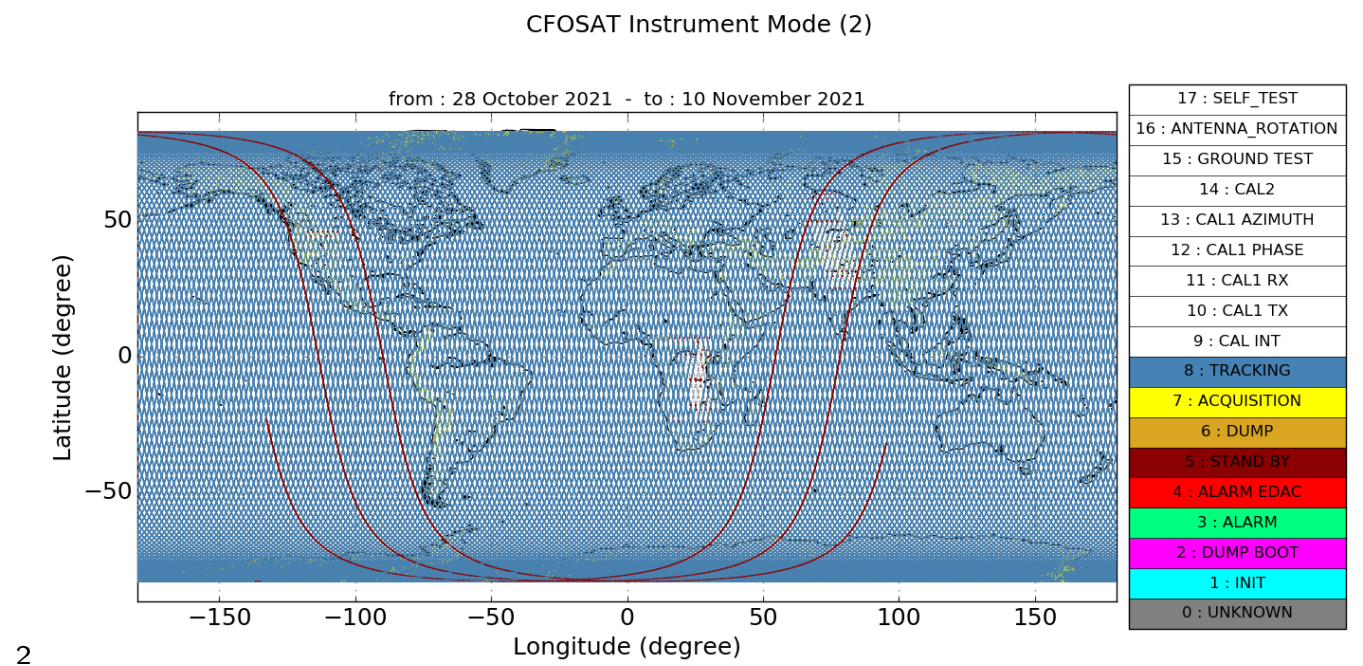 CFOSAT Instrument Mode (2)
from : 28 October 2021 - to : 10 November 2021
17 : SELF_TEST
16 : ANTENNA_ROTATION
15 : GROUND TEST
14 : CAL2
13 : CAL1 AZIMUTH
12 : CAL1 PHASE
11 : CAL1 RX
10 : CAL1 TX
9 : CAL INT
8 : TRACKING
7 : ACQUISITION
6 : DUMP
5 : STAND BY
4 : ALARM EDAC
3 : ALARM
2 : DUMP BOOT
1 : INIT
0 : UNKNOWN
Latitude (degree)
50
0
−50
−150 −100 −50 0 50 100 150
Longitude (degree)
2